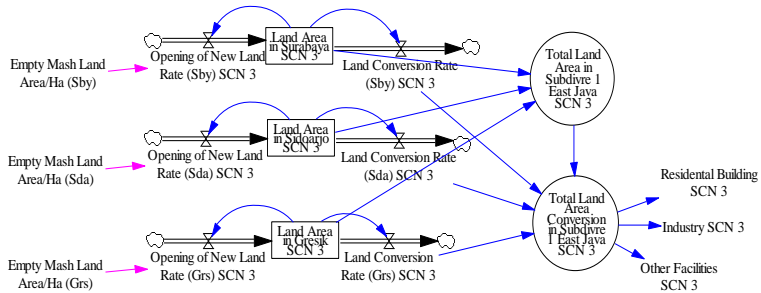 Land Area
in Surabaya
SCN 3
Opening of New Land
Rate (Sby) SCN 3
Land Conversion Rate
(Sby) SCN 3
Empty Mash Land
Area/Ha (Sby)
Total Land
Area in
Subdivre 1
East Java
SCN 3
Land Area
in Sidoarjo
SCN 3
Opening of New Land
Rate (Sda) SCN 3
Land Conversion Rate
(Sda) SCN 3
Empty Mash Land
Area/Ha (Sda)
Total Land
Area
Conversion
in Subdivre
1 East Java
SCN 3
Residental Building
SCN 3
Industry SCN 3
Other Facilities
SCN 3
Land Area
in Gresik
SCN 3
Opening of New Land
Rate (Grs) SCN 3
Land Conversion
Rate (Grs) SCN 3
Empty Mash Land
Area/Ha (Grs)